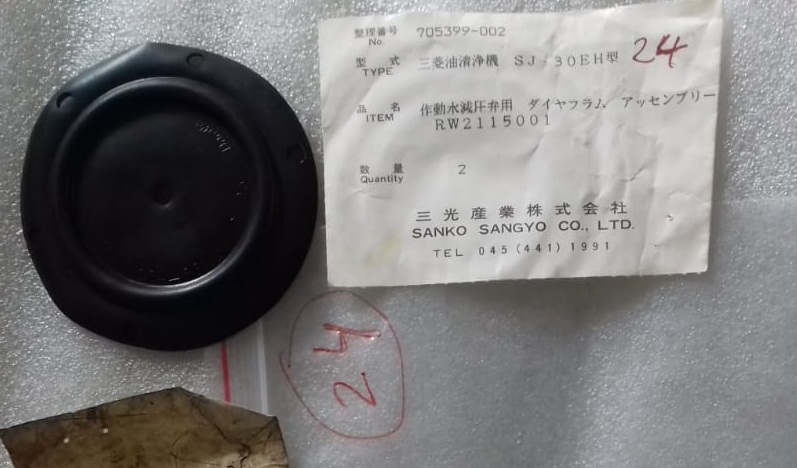 整理番号 705399-002
No.
型 式 三菱油清浄機 SJ-30EH型 24
TYPE
品 名 作動水減圧弁用 ダイヤフラム アッセンブリー
ITEM RW2115001
数 量 2
Quantity
三光産業株式会社
SANKO SANGYO CO., LTD.
TEL 045 (441) 1991
24